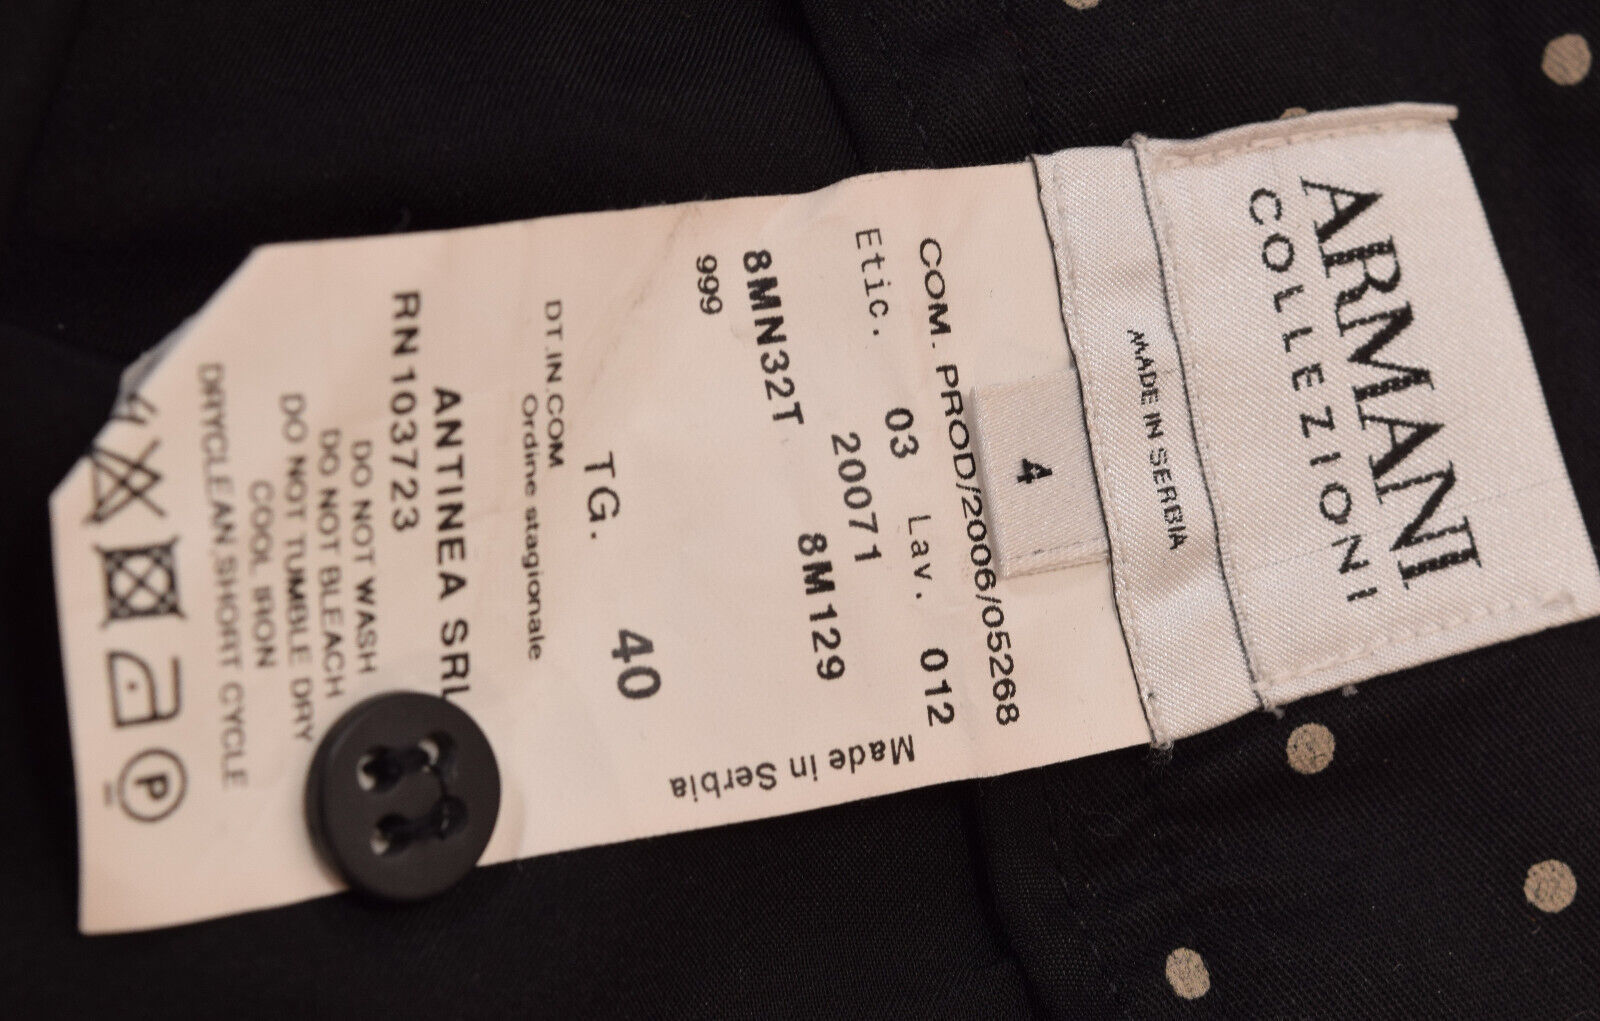 ARMANI
COLLEZIONI
MADE IN SERBIA
4
COM. PROD/2006/05268
Etic. 03 Lav. 012
20071
8MN32T 8M129
999
Made in Serbia
TG. 40
DT.IN.COM
Ordine stagionale
ANTINEA SRL
RN103723
DO NOT WASH
DO NOT BLEACH
DO NOT TUMBLE DRY
COOL IRON
DRYCLEAN,SHORT CYCLE
P